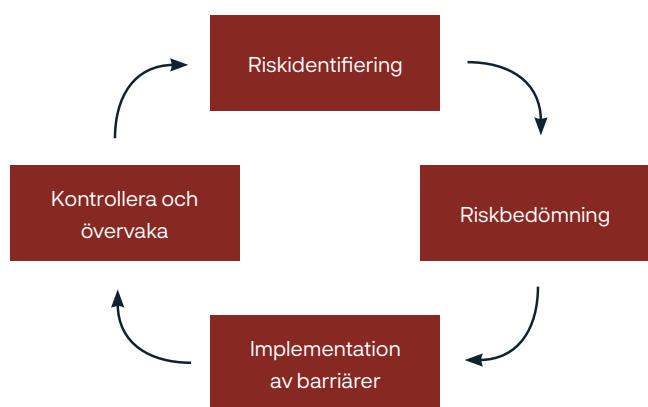 Riskidentifiering
Kontrollera och
övervaka
Riskbedömning
Implementation
av barriärer